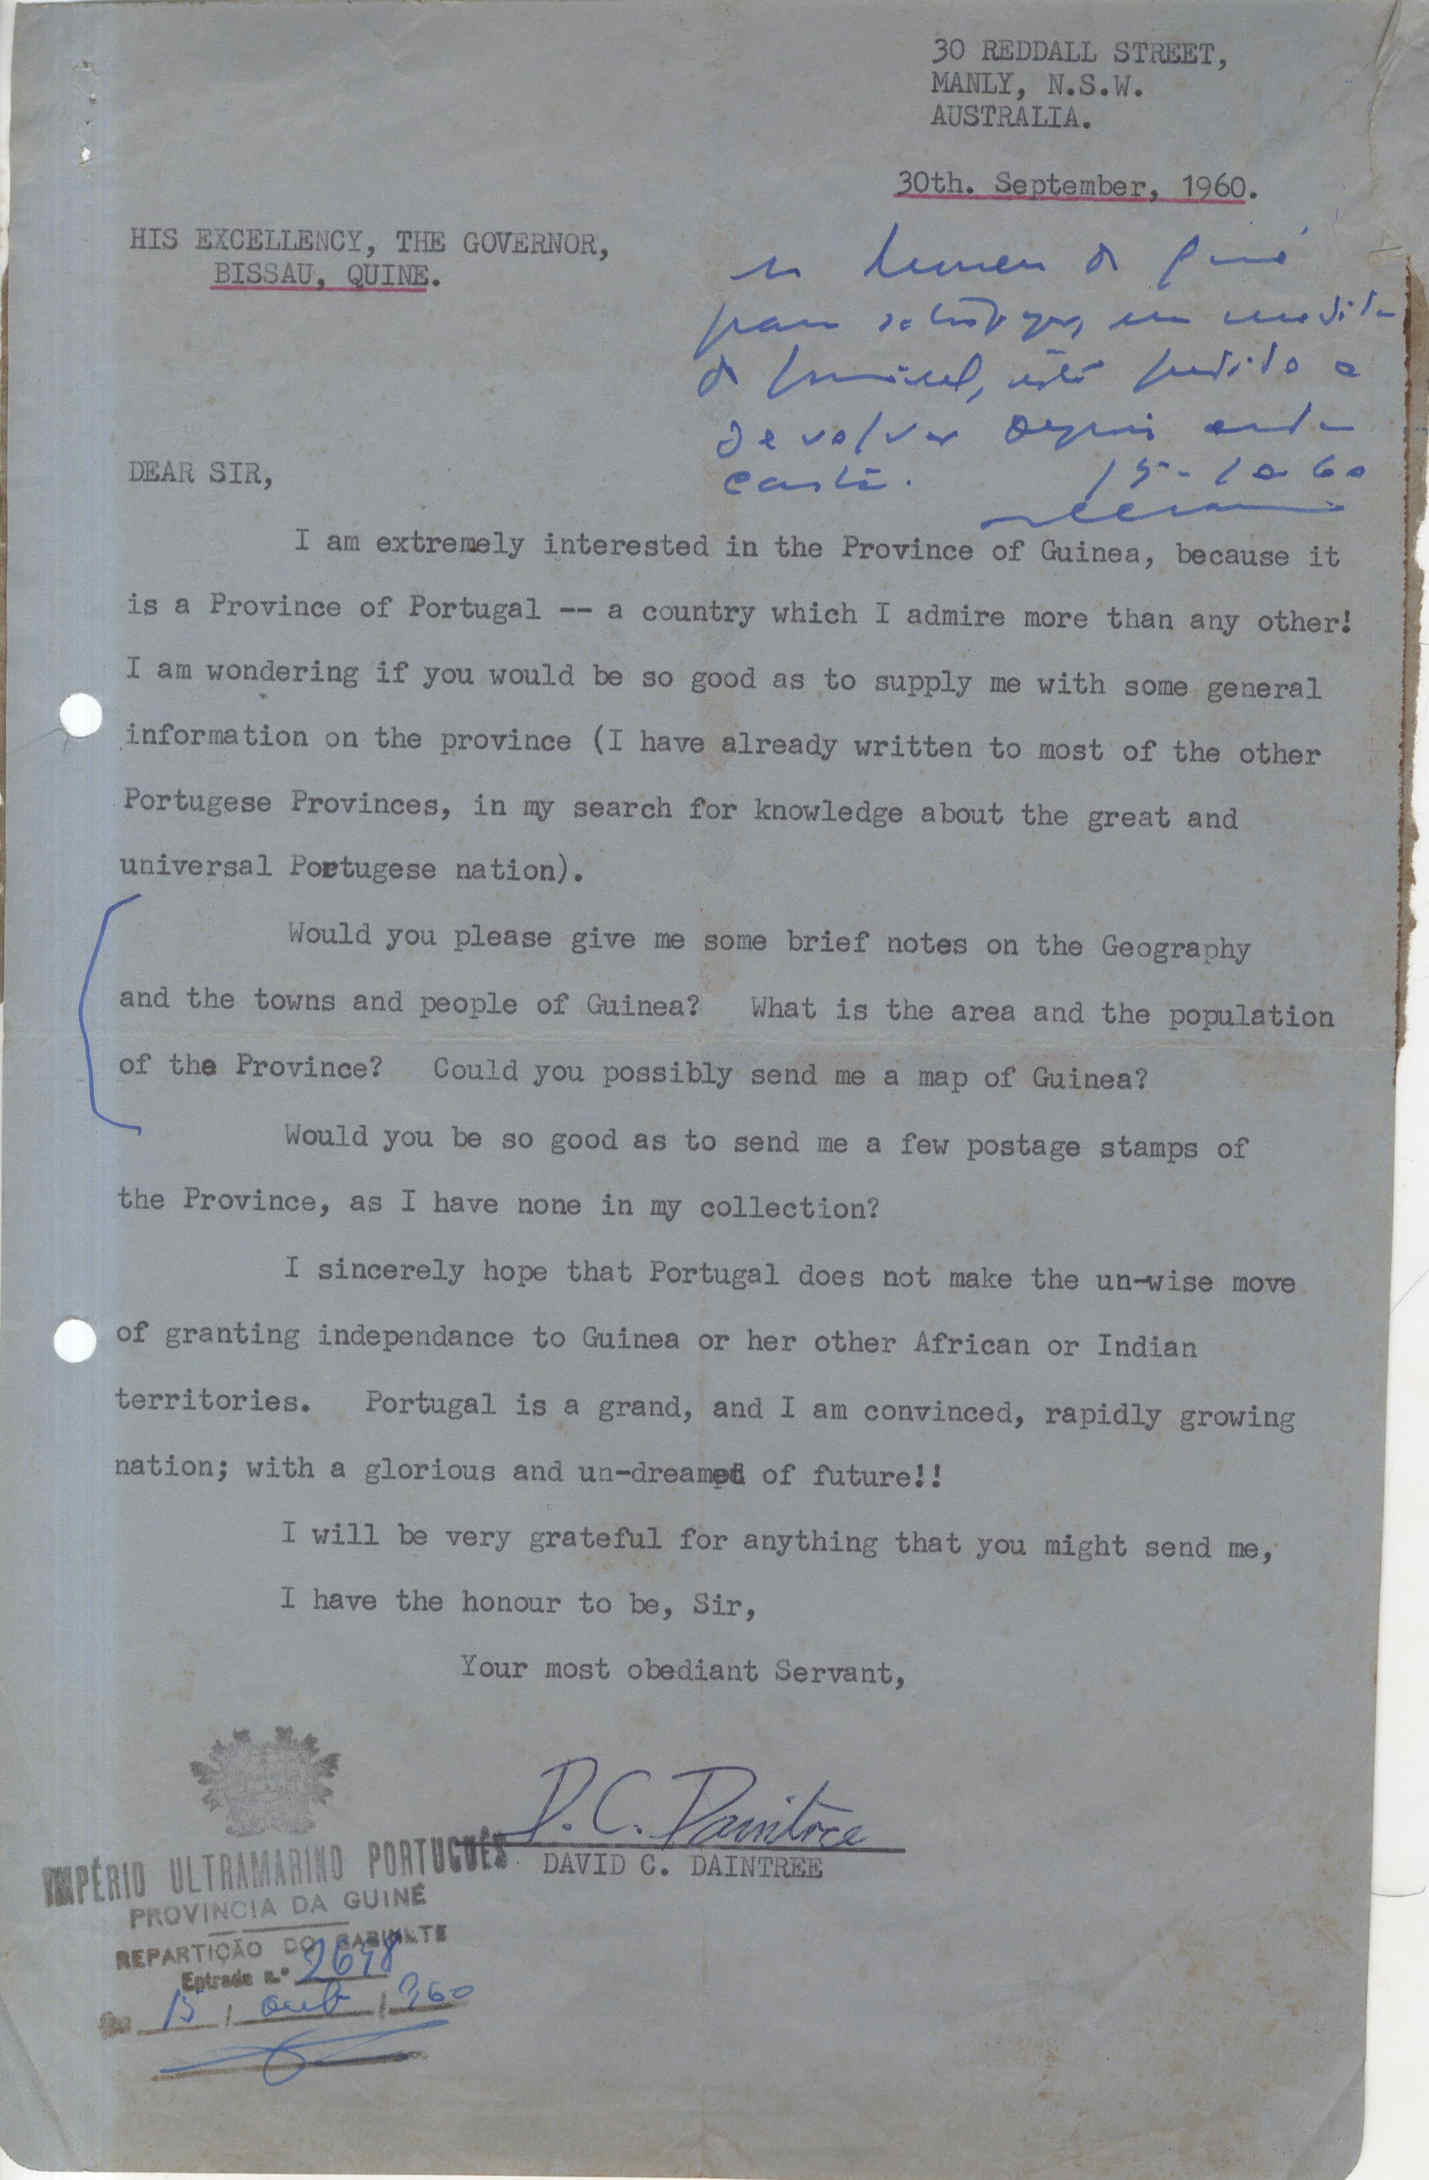 30 REDDALL STREET,
MANLY, N.S.W.
AUSTRALIA.
30th. September, 1960.
HIS EXCELLENCY, THE GOVERNOR,
BISSAU, QUINE.
pedido e
devolver depois
carta. 15-10-60
DEAR SIR,
I am extremely interested in the Province of Guinea, because it
is a Province of Portugal -- a country which I admire more than any other!
I am wondering if you would be so good as to supply me with some general
information on the province (I have already written to most of the other
Portugese Provinces, in my search for knowledge about the great and
universal Portugese nation).
Would you please give me some brief notes on the Geography
and the towns and people of Guinea? What is the area and the population
of the Province? Could you possibly send me a map of Guinea?
Would you be so good as to send me a few postage stamps of
the Province, as I have none in my collection?
I sincerely hope that Portugal does not make the un-wise move
of granting independance to Guinea or her other African or Indian
territories. Portugal is a grand, and I am convinced, rapidly growing
nation; with a glorious and un-dreamed of future!!
I will be very grateful for anything that you might send me,
I have the honour to be, Sir,
Your most obediant Servant,
D. C. Daintree
DAVID C. DAINTREE
IMPÉRIO ULTRAMARINO PORTUGUÊS
PROVINCIA DA GUINÉ
REPARTIÇÃO DO GABINETE
Entrada n.º 2698
15 / out / 960